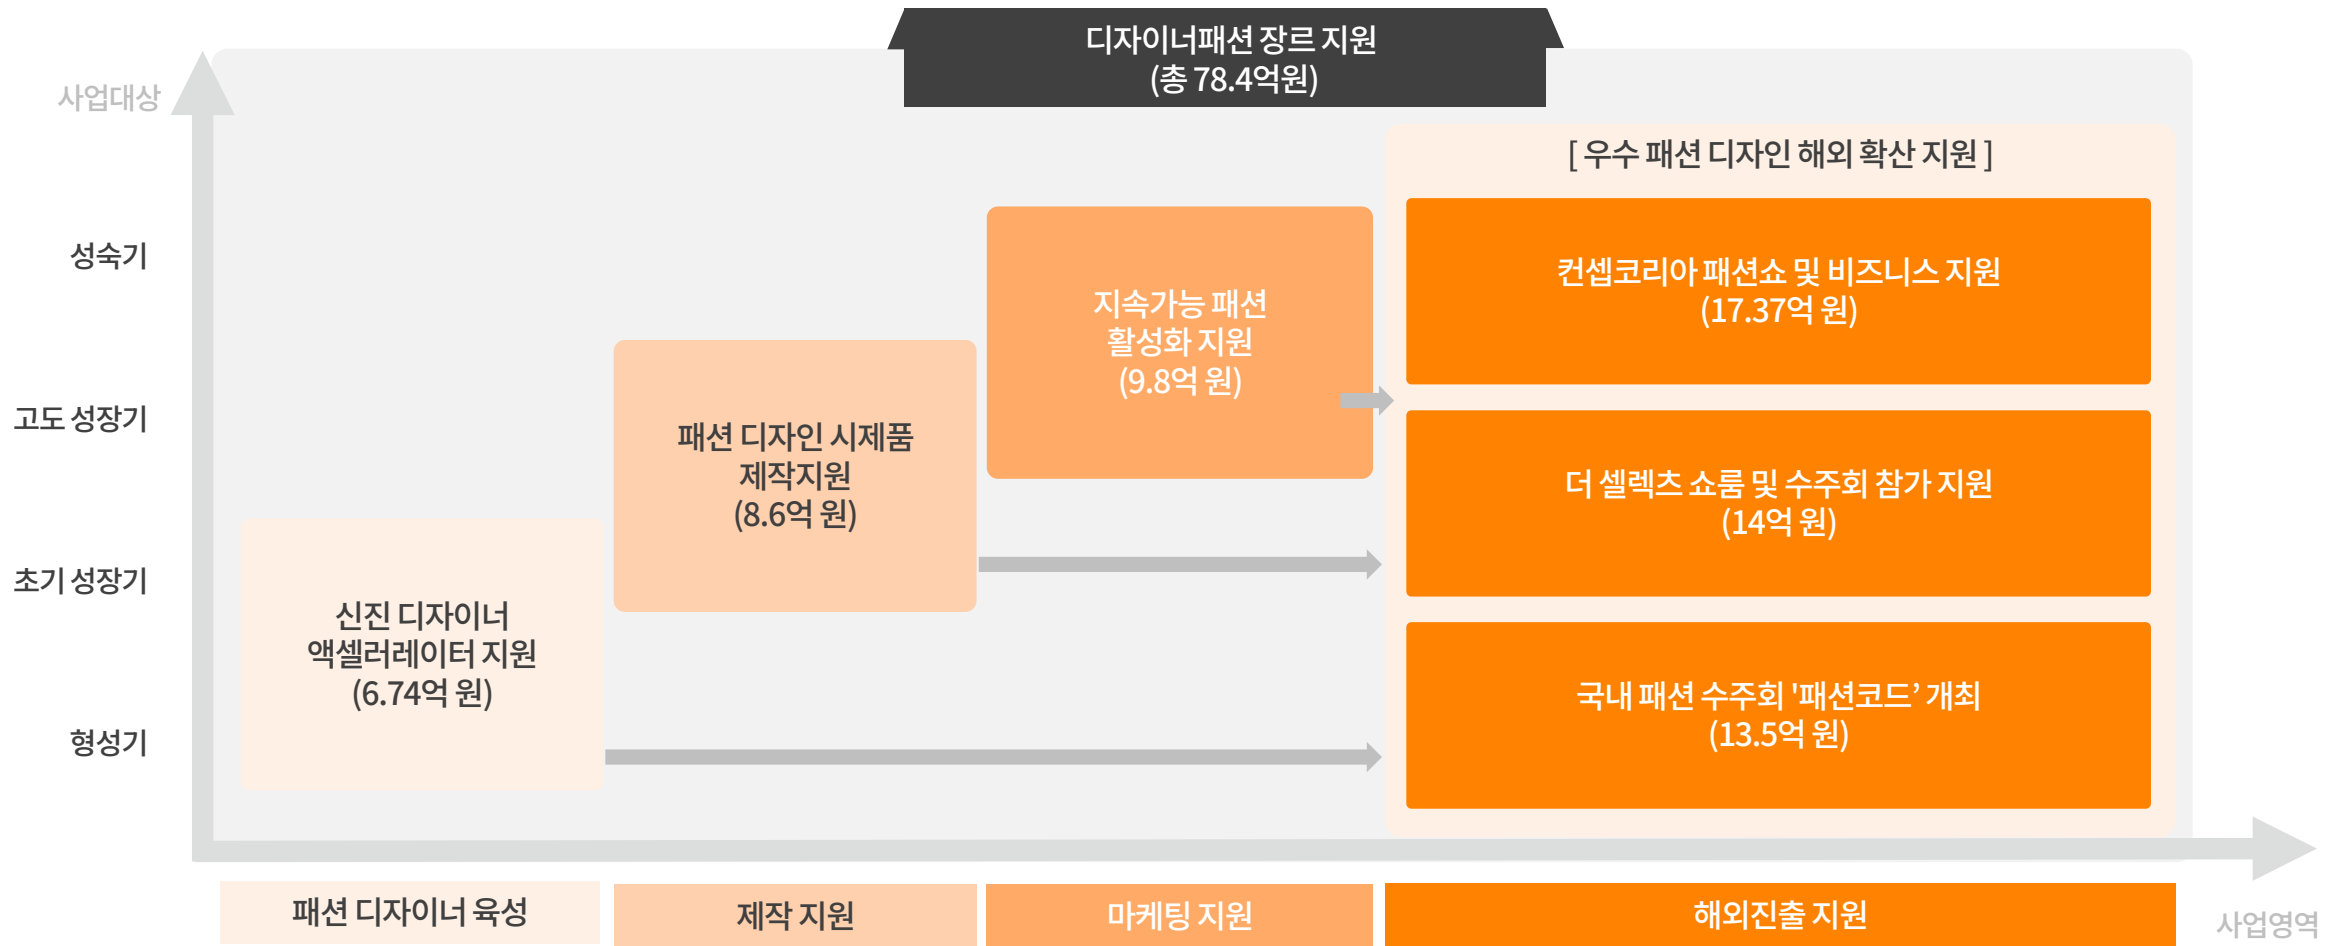 디자이너패션 장르 지원
(총 78.4억원)
사업대상
[ 우수 패션 디자인 해외 확산 지원 ]
성숙기
고도 성장기
초기 성장기
형성기
신진 디자이너
액셀러레이터 지원
(6.74억 원)
패션 디자인 시제품
제작지원
(8.6억 원)
지속가능 패션
활성화 지원
(9.8억 원)
컨셉코리아 패션쇼 및 비즈니스 지원
(17.37억 원)
더 셀렉츠 쇼룸 및 수주회 참가 지원
(14억 원)
국내 패션 수주회 '패션코드’ 개최
(13.5억 원)
패션 디자이너 육성
제작 지원
마케팅 지원
해외진출 지원
사업영역